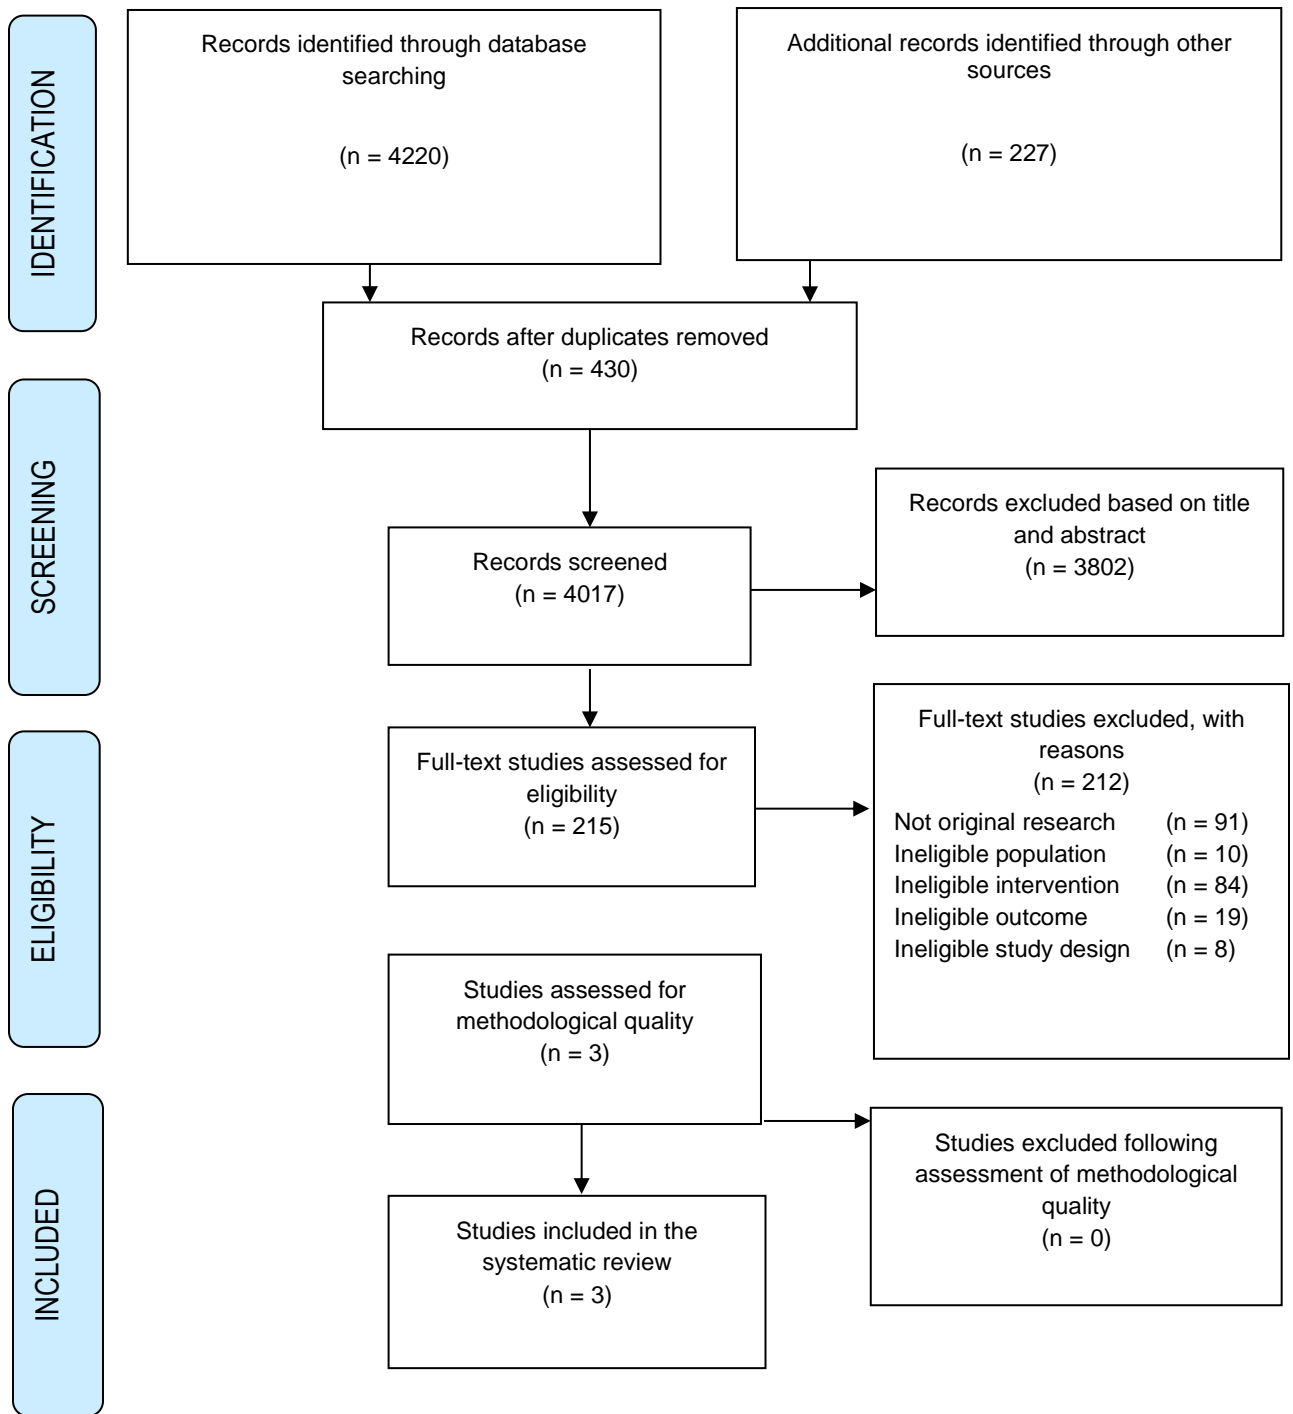 IDENTIFICATION
Records identified through database
searching
(n = 4220)
Additional records identified through other
sources
(n = 227)
Records after duplicates removed
(n = 430)
SCREENING
Records screened
(n = 4017)
Records excluded based on title
and abstract
(n = 3802)
ELIGIBILITY
Full-text studies assessed for
eligibility
(n = 215)
Full-text studies excluded, with
reasons
(n = 212)
Not original research (n = 91)
Ineligible population (n = 10)
Ineligible intervention (n = 84)
Ineligible outcome (n = 19)
Ineligible study design (n = 8)
Studies assessed for
methodological quality
(n = 3)
INCLUDED
Studies excluded following
assessment of methodological
quality
(n = 0)
Studies included in the
systematic review
(n = 3)